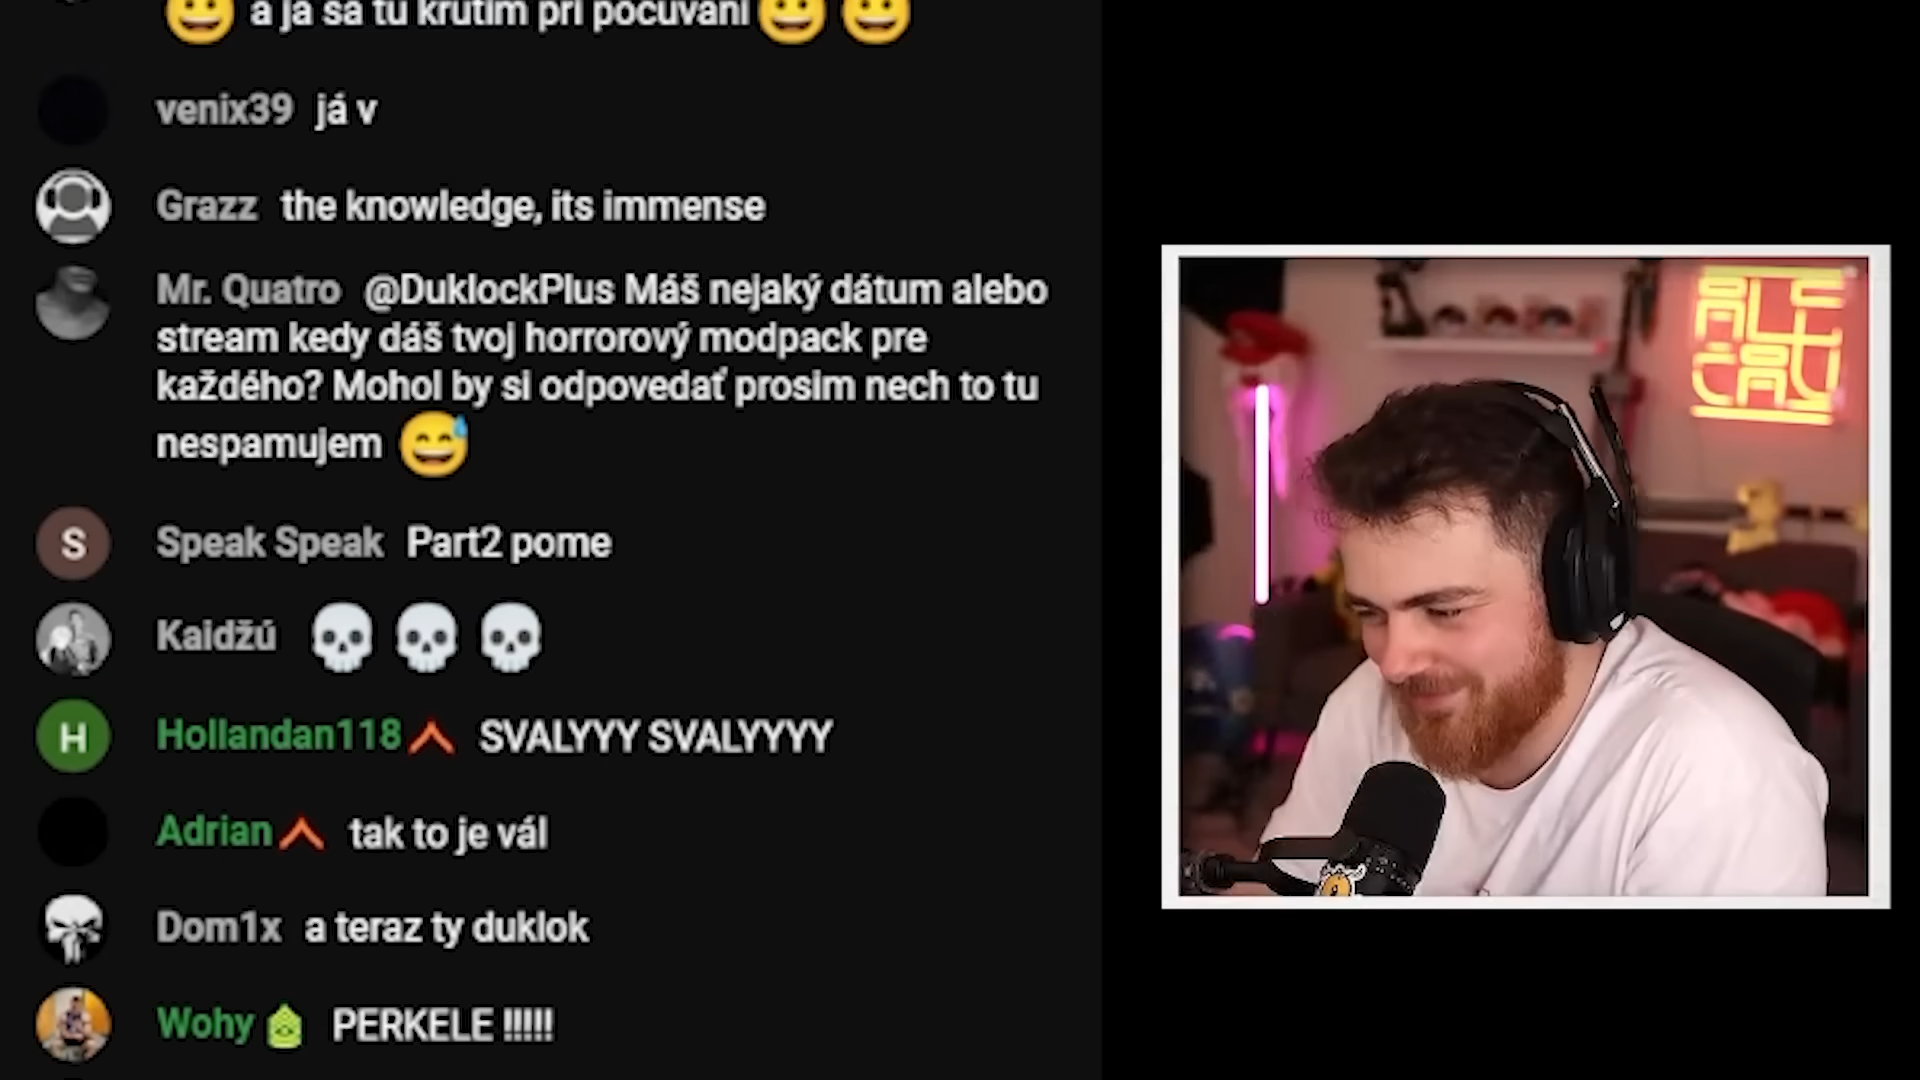 a ja sa tu krutim pri počúvaní
venix39 já v
Grazz the knowledge, its immense
Mr. Quatro @DuklockPlus Máš nejaký dátum alebo
stream kedy dáš tvoj horrorový modpack pre
každého? Mohol by si odpovedať prosim nech to tu
nespamujem 😅
S Speak Speak Part2 pome
Kaidžú 💀 💀 💀
H Hollandan118 SVALYYY SVALYYYY
Adrian tak to je vál
Dom1x a teraz ty duklok
Wohy PERKELE !!!!!